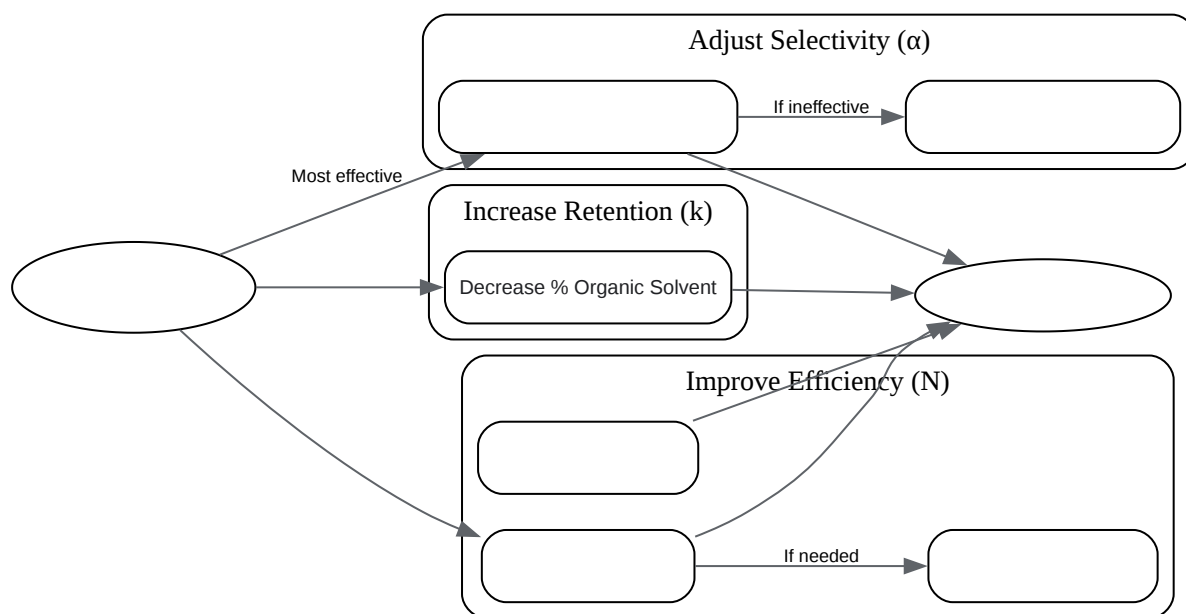 Adjust Selectivity (α)
If ineffective
Most effective
Increase Retention (k)
Decrease % Organic Solvent
Improve Efficiency (N)
If needed